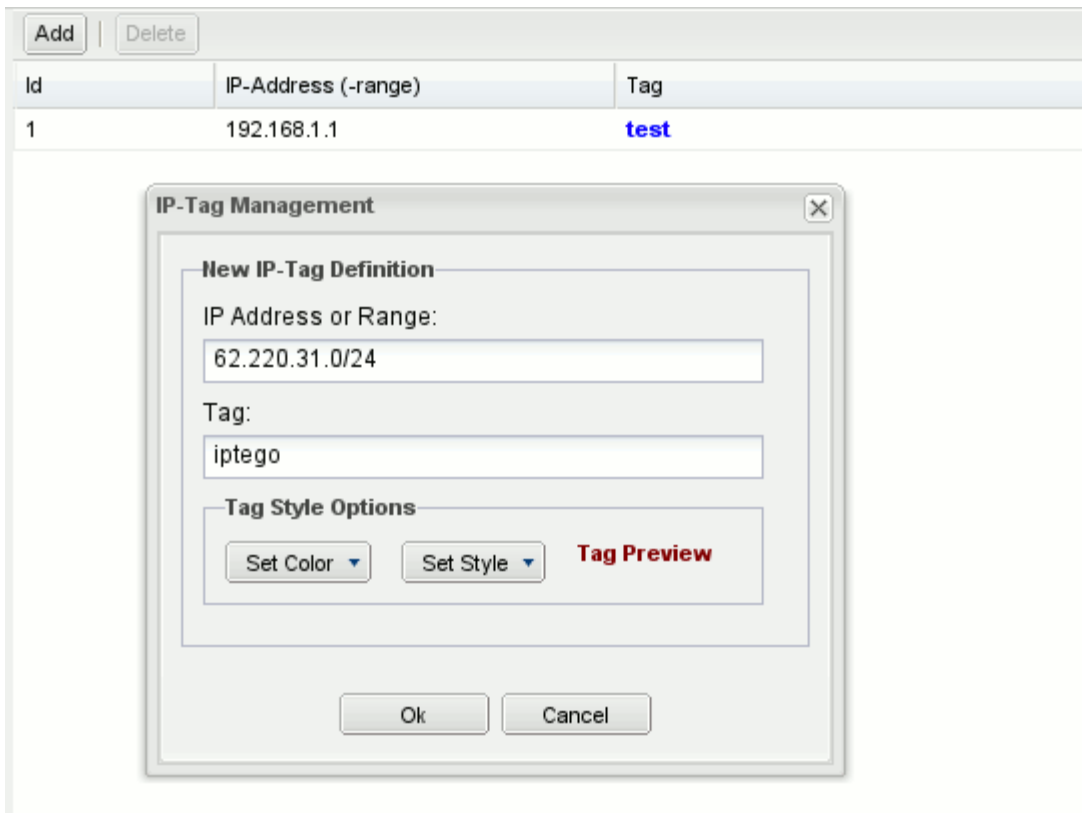 Add | Delete
Id IP-Address (-range) Tag
1 192.168.1.1 test
IP-Tag Management
New IP-Tag Definition
IP Address or Range:
62.220.31.0/24
Tag:
iptego
Tag Style Options
Set Color Set Style Tag Preview
Ok Cancel